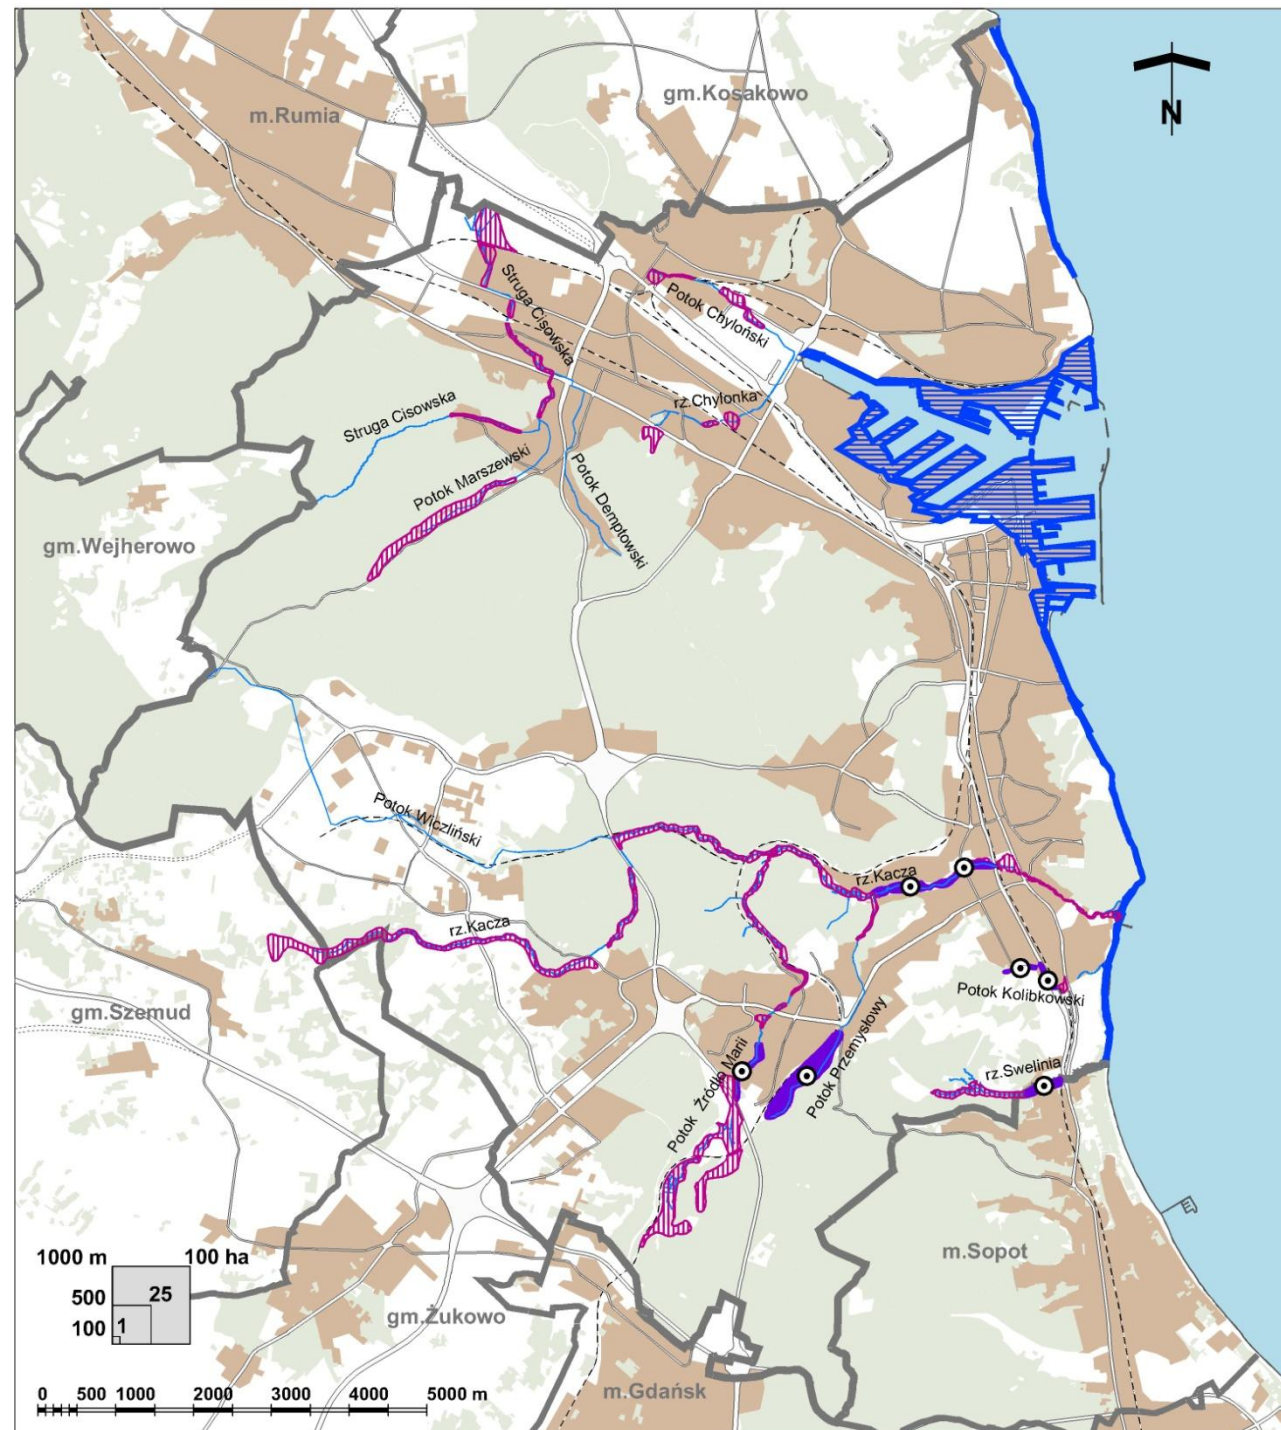 gm.Kosakowo
m.Rumia
N
Struga Cisowska
Potok Chyloński
rz.Chylonka
Struga Cisowska
Potok Marszewski
Potok Demptowski
gm.Wejherowo
Potok Wiczliński
rz.Kacza
rz.Kacza
Potok Kolibkowski
gm.Szemud
Potok Źródło Marii
Potok Przemysłowy
rz.Swelinia
m.Sopot
1000 m 100 ha
500 25
100 1
gm.Żukowo
m.Gdańsk
0 500 1000 2000 3000 4000 5000 m